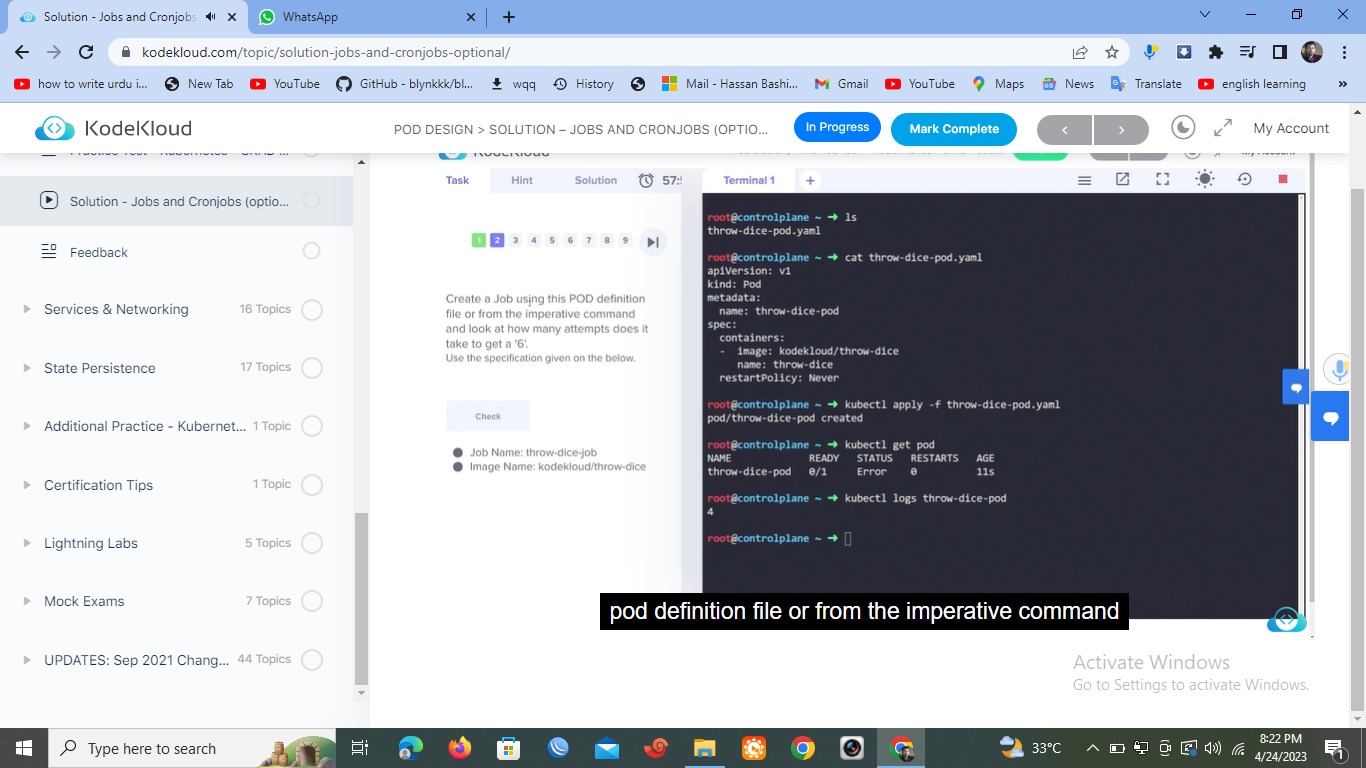 Solution - Jobs and Cronjobs
WhatsApp
kodekloud.com/topic/solution-jobs-and-cronjobs-optional/
how to write urdu i...
New Tab
YouTube
GitHub - blynkkk/bl...
wqq
History
Mail - Hassan Bashi...
Gmail
YouTube
Maps
News
Translate
english learning
KodeKloud
POD DESIGN > SOLUTION – JOBS AND CRONJOBS (OPTIO...
In Progress
Mark Complete
My Account
Solution - Jobs and Cronjobs (optio...
Feedback
Services & Networking 16 Topics
State Persistence 17 Topics
Additional Practice - Kubernet... 1 Topic
Certification Tips 1 Topic
Lightning Labs 5 Topics
Mock Exams 7 Topics
UPDATES: Sep 2021 Chang... 44 Topics
Task Hint Solution 57:
1 2 3 4 5 6 7 8 9
Create a Job using this POD definition
file or from the imperative command
and look at how many attempts does it
take to get a '6'.
Use the specification given on the below.
Check
Job Name: throw-dice-job
Image Name: kodekloud/throw-dice
Terminal 1 +
root@controlplane ~ ➜ ls
throw-dice-pod.yaml
root@controlplane ~ ➜ cat throw-dice-pod.yaml
apiVersion: v1
kind: Pod
metadata:
  name: throw-dice-pod
spec:
  containers:
  -  image: kodekloud/throw-dice
     name: throw-dice
  restartPolicy: Never
root@controlplane ~ ➜ kubectl apply -f throw-dice-pod.yaml
pod/throw-dice-pod created
root@controlplane ~ ➜ kubectl get pod
NAME READY STATUS RESTARTS AGE
throw-dice-pod 0/1 Error 0 11s
root@controlplane ~ ➜ kubectl logs throw-dice-pod
4
root@controlplane ~ ➜
pod definition file or from the imperative command
Activate Windows
Go to Settings to activate Windows.
Type here to search
33°C
8:22 PM
4/24/2023
1